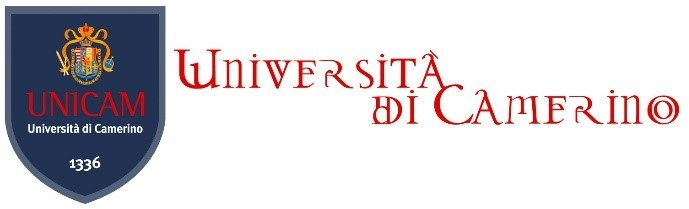 UNICAM
Università di Camerino
1336
Università
di Camerino